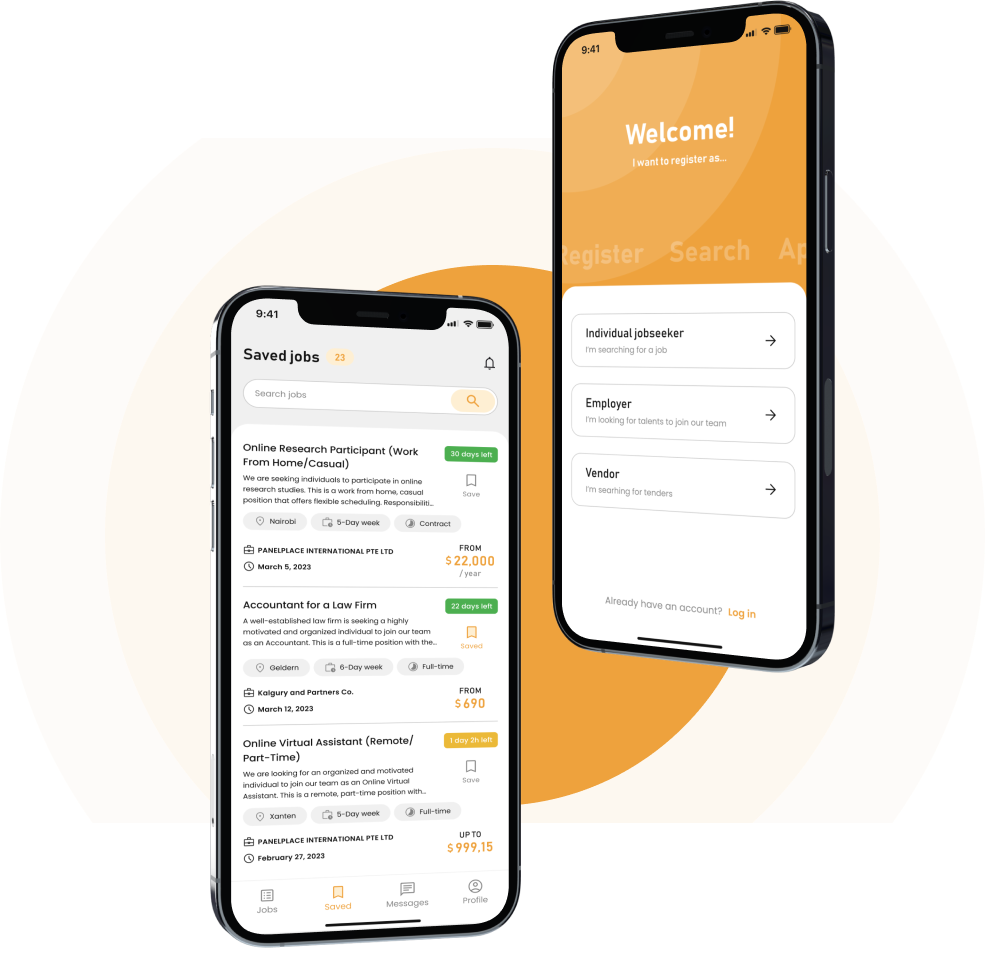 9:41
Welcome!
I want to register as...
Register Search Ap
Individual jobseeker
I'm searching for a job
Employer
I'm looking for talents to join our team
Vendor
I'm searhing for tenders
Already have an account? Log in
9:41
Saved jobs 23
Search jobs
Online Research Participant (Work
From Home/Casual)
30 days left
We are seeking individuals to participate in online
research studies. This is a work from home, casual
position that offers flexible scheduling. Responsibiliti...
Save
Nairobi 5-Day week Contract
PANELPLACE INTERNATIONAL PTE LTD
March 5, 2023
FROM
$22,000
/ year
Accountant for a Law Firm
22 days left
A well-established law firm is seeking a highly
motivated and organized individual to join our team
as an Accountant. This is a full-time position with the...
Saved
Geldern 6-Day week Full-time
Kalgury and Partners Co.
March 12, 2023
FROM
$690
Online Virtual Assistant (Remote/
Part-Time)
1 day 2h left
We are looking for an organized and motivated
individual to join our team as an Online Virtual
Assistant. This is a remote, part-time position with...
Save
Xanten 5-Day week Full-time
PANELPLACE INTERNATIONAL PTE LTD
February 27, 2023
UP TO
$999,15
Jobs Saved Messages Profile